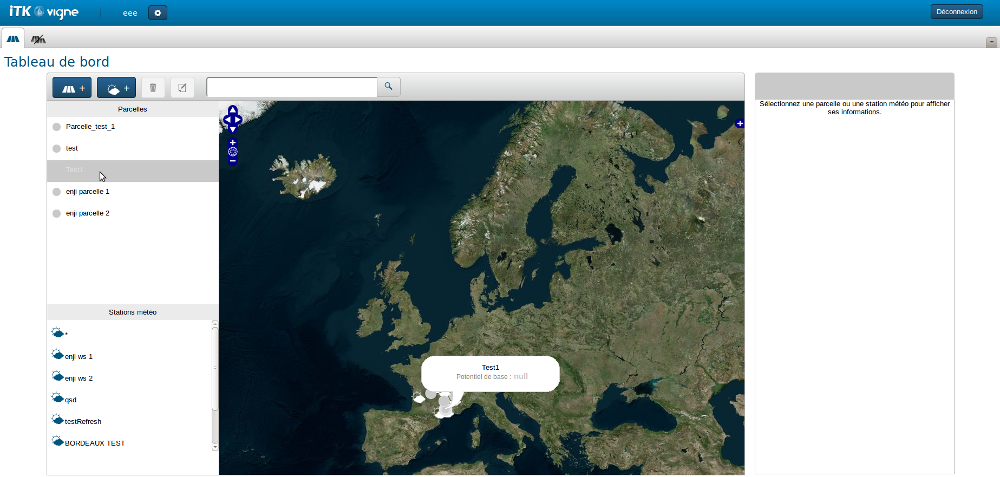 iTK vigne
eee
Déconnexion
Tableau de bord
Parcelles
Parcelle_test_1
test
Test1
enji parcelle 1
enji parcelle 2
Stations météo
*
enji ws 1
enji ws 2
qsd
testRefresh
BORDEAUX TEST
Test1
Potentiel de base : null
Sélectionnez une parcelle ou une station météo pour afficher
ses informations.